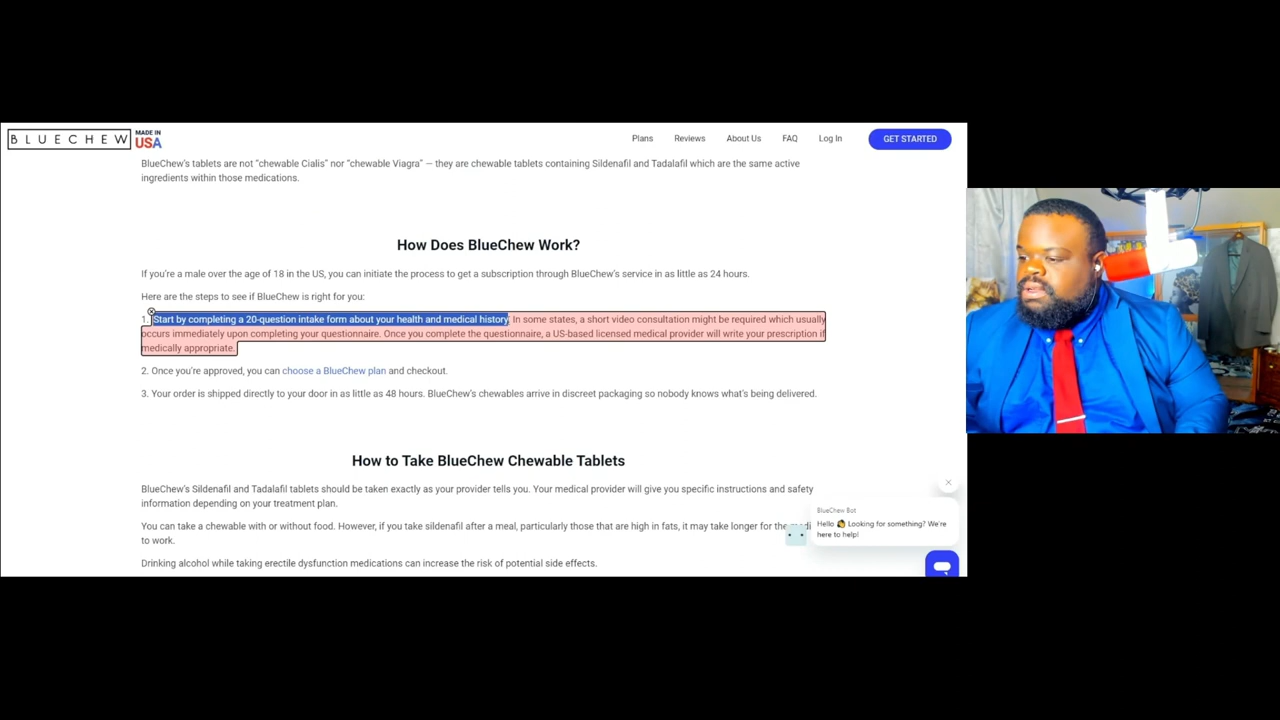 BLUECHEW
MADE IN
USA
Plans
Reviews
About Us
FAQ
Log In
GET STARTED
BlueChew's tablets are not "chewable Cialis" nor "chewable Viagra" — they are chewable tablets containing Sildenafil and Tadalafil which are the same active
ingredients within those medications.
How Does BlueChew Work?
If you're a male over the age of 18 in the US, you can initiate the process to get a subscription through BlueChew's service in as little as 24 hours.
Here are the steps to see if BlueChew is right for you:
1. Start by completing a 20-question intake form about your health and medical history. In some states, a short video consultation might be required which usually
occurs immediately upon completing your questionnaire. Once you complete the questionnaire, a US-based licensed medical provider will write your prescription if
medically appropriate.
2. Once you're approved, you can choose a BlueChew plan and checkout.
3. Your order is shipped directly to your door in as little as 48 hours. BlueChew's chewables arrive in discreet packaging so nobody knows what's being delivered.
How to Take BlueChew Chewable Tablets
BlueChew's Sildenafil and Tadalafil tablets should be taken exactly as your provider tells you. Your medical provider will give you specific instructions and safety
information depending on your treatment plan.
You can take a chewable with or without food. However, if you take sildenafil after a meal, particularly those that are high in fats, it may take longer for the medi
to work.
Drinking alcohol while taking erectile dysfunction medications can increase the risk of potential side effects.
BlueChew Bot
Hello 👋 Looking for something? We're
here to help!